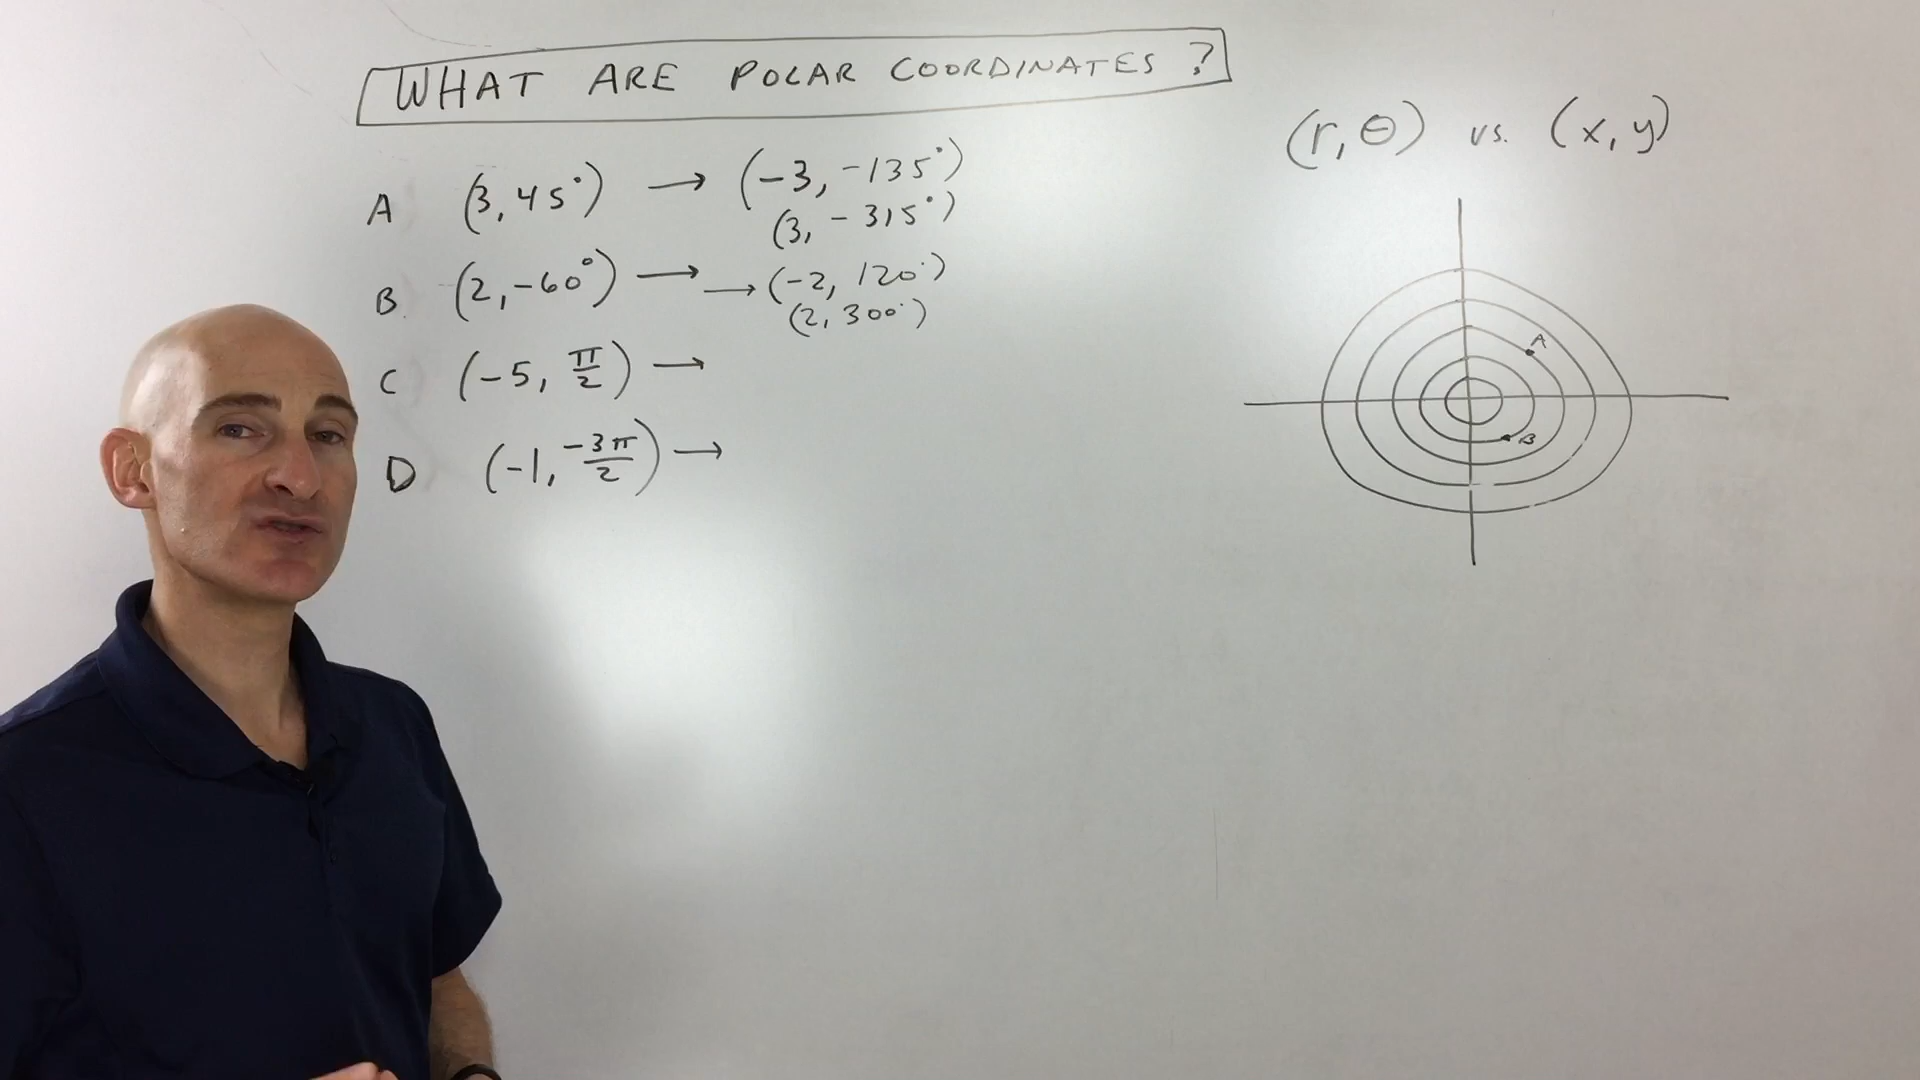 WHAT ARE POLAR COORDINATES?
(r, θ) vs. (x, y)
A (3, 45°) → (-3, -135°)
(3, -315°)
B (2, -60°) → → (-2, 120°)
(2, 300°)
C (-5, π/2) →
D (-1, -3π/2) →
A
B